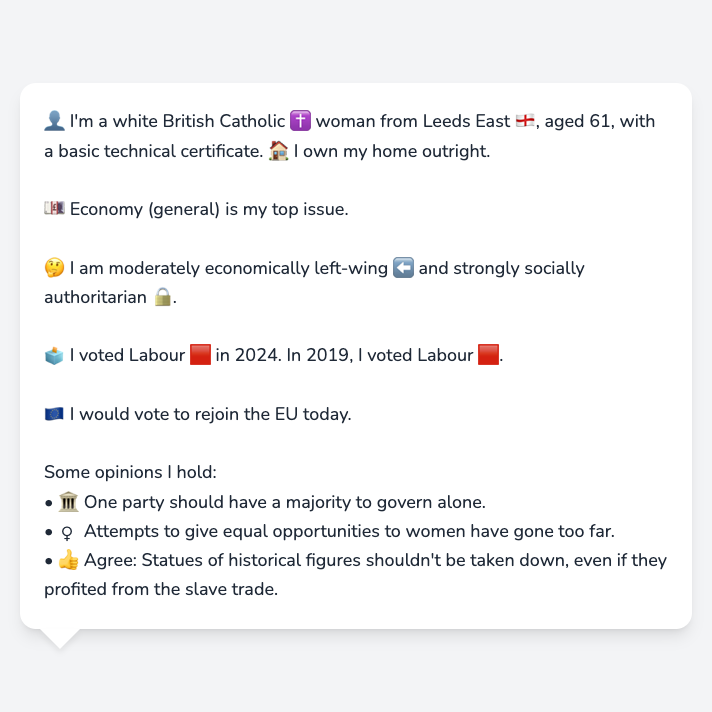 👤 I'm a white British Catholic ✝️ woman from Leeds East 🏴󠁧󠁢󠁥󠁮󠁧󠁿, aged 61, with
a basic technical certificate. 🏠 I own my home outright.
💷 Economy (general) is my top issue.
🤔 I am moderately economically left-wing ⬅️ and strongly socially
authoritarian 🔒.
🗳️ I voted Labour 🟥 in 2024. In 2019, I voted Labour 🟥.
🇪🇺 I would vote to rejoin the EU today.
Some opinions I hold:
• 🏛️ One party should have a majority to govern alone.
• ♀ Attempts to give equal opportunities to women have gone too far.
• 👍 Agree: Statues of historical figures shouldn't be taken down, even if they
profited from the slave trade.